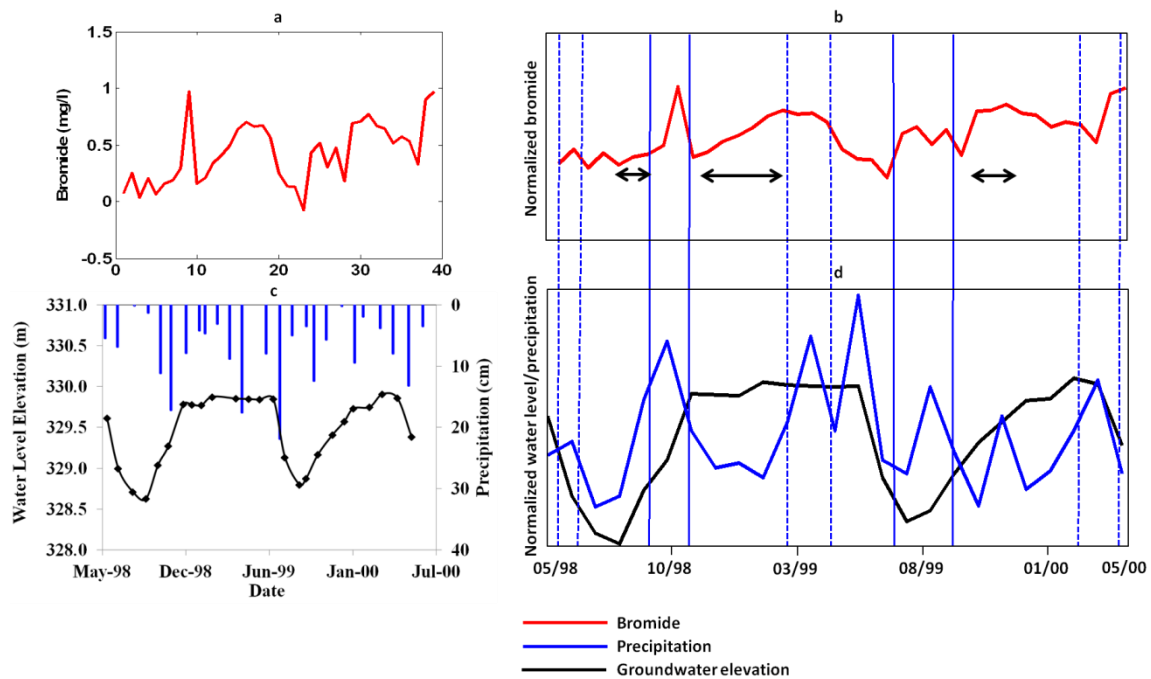 a
1.5
1
0.5
0
-0.5
Bromide (mg/l)
0
10
20
30
40
b
Normalized bromide
c
331.0
330.5
330.0
329.5
329.0
328.5
328.0
Water Level Elevation (m)
0
10
20
30
40
Precipitation (cm)
May-98
Dec-98
Jun-99
Jan-00
Jul-00
Date
d
Normalized water level/precipitation
05/98
10/98
03/99
08/99
01/00
05/00
Bromide
Precipitation
Groundwater elevation